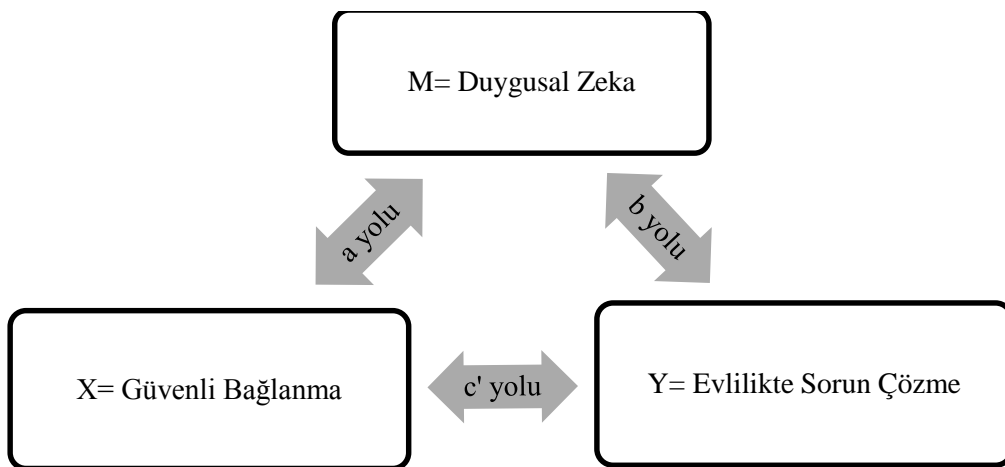 M= Duygusal Zeka
a yolu
b yolu
X= Güvenli Bağlanma
c' yolu
Y= Evlilikte Sorun Çözme